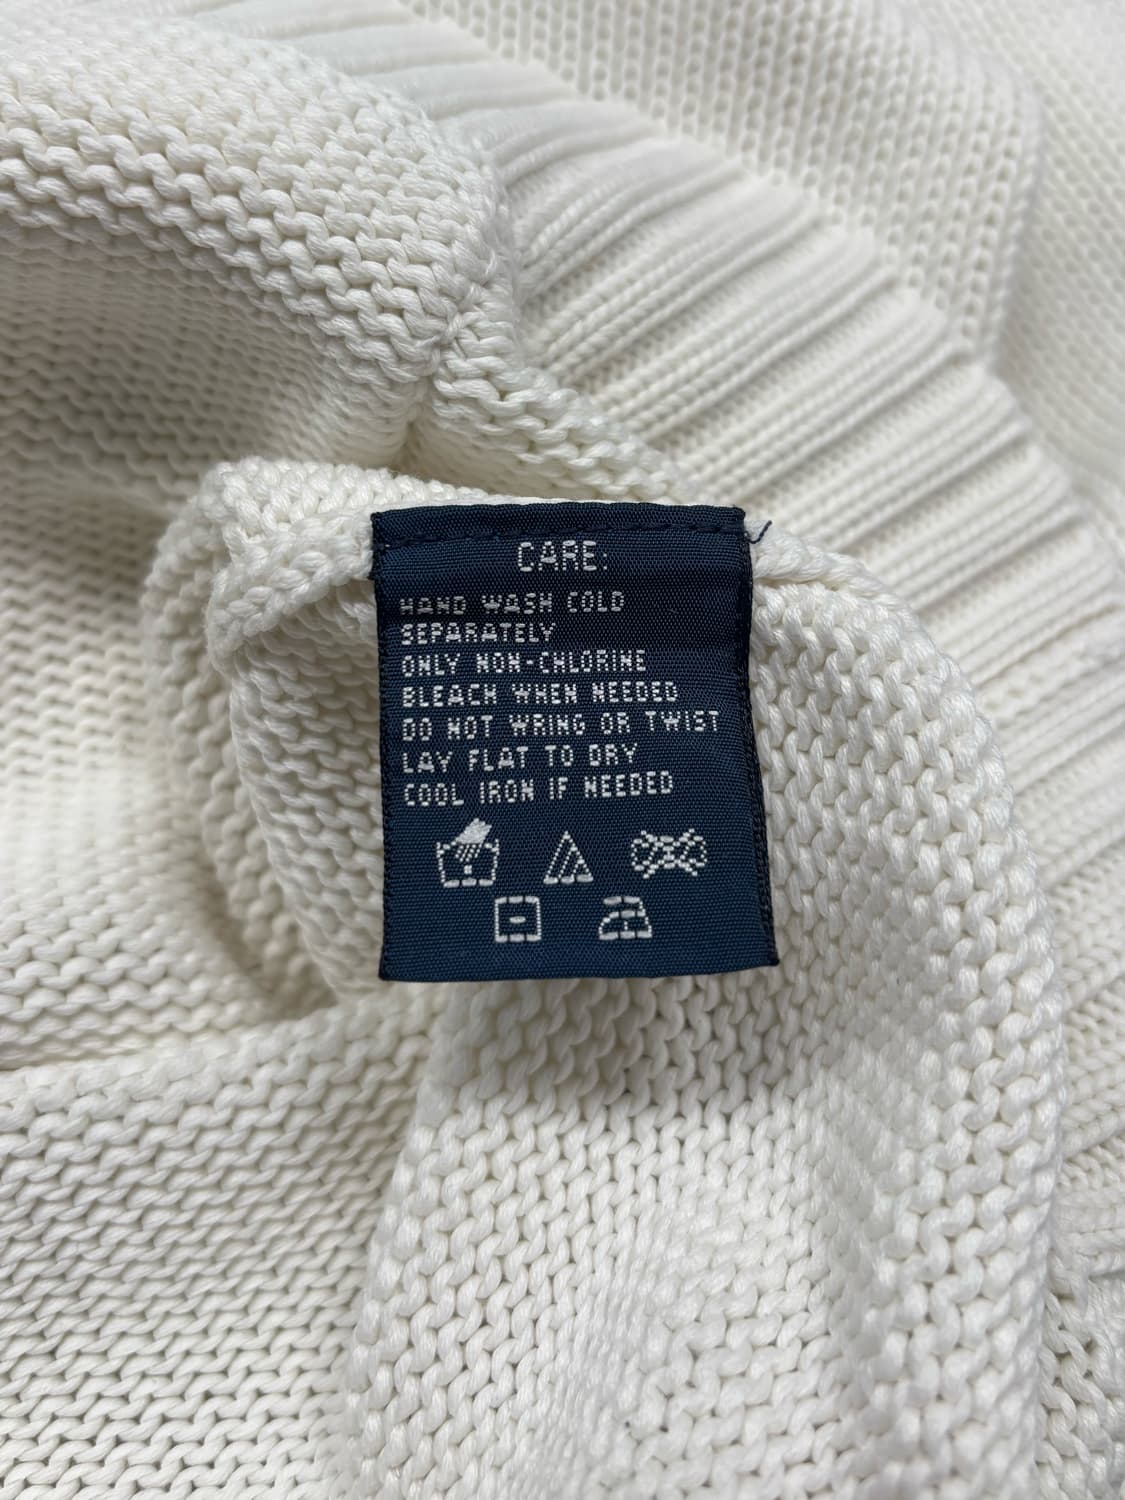 CARE:
HAND WASH COLD
SEPARATELY
ONLY NON-CHLORINE
BLEACH WHEN NEEDED
DO NOT WRING OR TWIST
LAY FLAT TO DRY
COOL IRON IF NEEDED